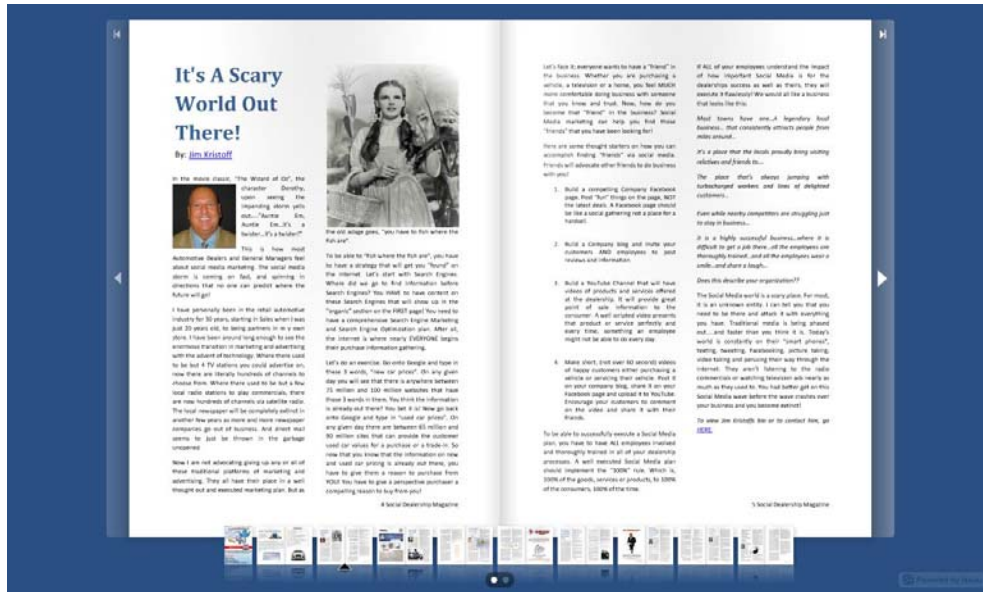 It's A Scary
World Out
There!
By: Jim Kristoff
In the movie classic, "The Wizard of Oz", the
character Dorothy,
upon seeing the
impending storm yells
out...."Auntie Em,
Auntie Em...It's a
twister...It's a twister!"
This is how most
Automotive Dealers and General Managers feel
about social media marketing. The social media
storm is coming on fast, and spinning in
directions that no one can predict where the
future will go!
I have personally been in the retail automotive
industry for 30 years, starting in Sales when I was
just 20 years old, to being partners in m y own
store. I have been around long enough to see the
enormous transition in marketing and advertising
with the advent of technology. Where there used
to be but 4 TV stations you could advertise on,
now there are literally hundreds of channels to
choose from. Where there used to be but a few
local radio stations to play commercials, there
are now hundreds of channels via satellite radio.
The local newspaper will be completely extinct in
another few years as more and more newspaper
companies go out of business. And direct mail
seems to just be thrown in the garbage
unopened
Now I am not advocating giving up any or all of
these traditional platforms of marketing and
advertising. They all have their place in a well
thought out and executed marketing plan. But as
the old adage goes, "you have to fish where the
fish are".
To be able to "fish where the fish are", you have
to have a strategy that will get you "found" on
the internet. Let's start with Search Engines.
Where did we go to find information before
Search Engines? You HAVE to have content on
these Search Engines that will show up in the
"organic" section on the FIRST page! You need to
have a comprehensive Search Engine Marketing
and Search Engine Optimization plan. After all,
the internet is where nearly EVERYONE begins
their purchase information gathering.
Let's do an exercise. Go onto Google and type in
these 3 words, "new car prices". On any given
day you will see that there is anywhere between
75 million and 100 million websites that have
those 3 words in them. You think the information
is already out there? You bet it is! Now go back
onto Google and type in "used car prices". On
any given day there are between 65 million and
90 million sites that can provide the customer
used car values for a purchase or a trade-in. So
now that you know that the information on new
and used car pricing is already out there, you
have to give them a reason to purchase from
YOU! You have to give a perspective purchaser a
compelling reason to buy from you!
4 Social Dealership Magazine
Let's face it; everyone wants to have a "friend" in
the business. Whether you are purchasing a
vehicle, a television or a home, you feel MUCH
more comfortable doing business with someone
that you know and trust. Now, how do you
become that "friend" in the business? Social
Media marketing can help you find those
"friends" that you have been looking for!
Here are some thought starters on how you can
accomplish finding "friends" via social media.
Friends will advocate other friends to do business
with you!
1. Build a compelling Company Facebook
page. Post "fun" things on the page, NOT
the latest deals. A Facebook page should
be like a social gathering not a place for a
hardsell.
2. Build a Company blog and invite your
customers AND employees to post
reviews and information.
3. Build a YouTube Channel that will have
videos of products and services offered
at the dealership. It will provide great
point of sale information to the
consumer. A well scripted video presents
that product or service perfectly and
every time, something an employee
might not be able to do every day.
4. Make short, (not over 60 second) videos
of happy customers either purchasing a
vehicle or servicing their vehicle. Post it
on your company blog, share it on your
Facebook page and upload it to YouTube.
Encourage your customers to comment
on the video and share it with their
friends.
To be able to successfully execute a Social Media
plan, you have to have ALL employees involved
and thoroughly trained in all of your dealership
processes. A well executed Social Media plan
should implement the "100%" rule. Which is,
100% of the goods, services or products, to 100%
of the consumers, 100% of the time.
If ALL of your employees understand the impact
of how important Social Media is for the
dealerships success as well as theirs, they will
execute it flawlessly! We would all like a business
that looks like this.
Most towns have one...A legendary local
business... that consistently attracts people from
miles around...
It's a place that the locals proudly bring visiting
relatives and friends to...
The place that's always jumping with
turbocharged workers and lines of delighted
customers...
Even while nearby competitors are struggling just
to stay in business...
It is a highly successful business...where it is
difficult to get a job there...all the employees are
thoroughly trained...and all the employees wear a
smile...and share a laugh...
Does this describe your organization??
The Social Media world is a scary place. For most,
it is an unknown entity. I can tell you that you
need to be there and attack it with everything
you have. Traditional media is being phased
out....and faster than you think it is. Today's
world is constantly on their "smart phones",
texting, tweeting, Facebooking, picture taking,
video taking and perusing their way through the
internet. They aren't listening to the radio
commercials or watching television ads nearly as
much as they used to. You had better get on this
Social Media wave before the wave crashes over
your business and you become extinct!
To view Jim Kristoffs bio or to contact him, go
HERE.
5 Social Dealership Magazine
Powered by issuu